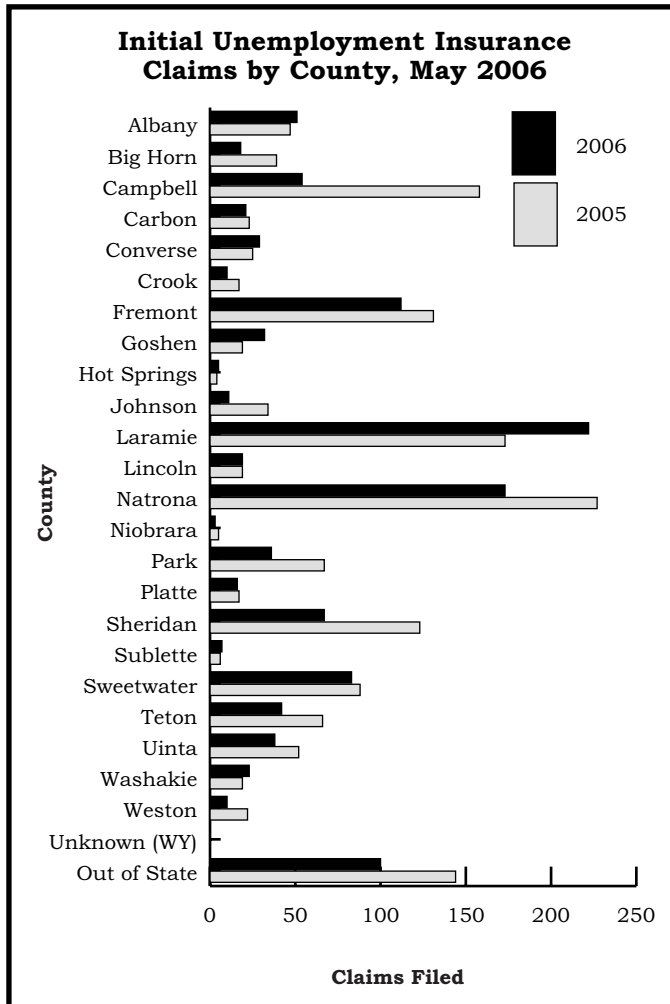 Initial Unemployment Insurance
Claims by County, May 2006
2006
2005
County
Albany
Big Horn
Campbell
Carbon
Converse
Crook
Fremont
Goshen
Hot Springs
Johnson
Laramie
Lincoln
Natrona
Niobrara
Park
Platte
Sheridan
Sublette
Sweetwater
Teton
Uinta
Washakie
Weston
Unknown (WY)
Out of State
0 50 100 150 200 250
Claims Filed